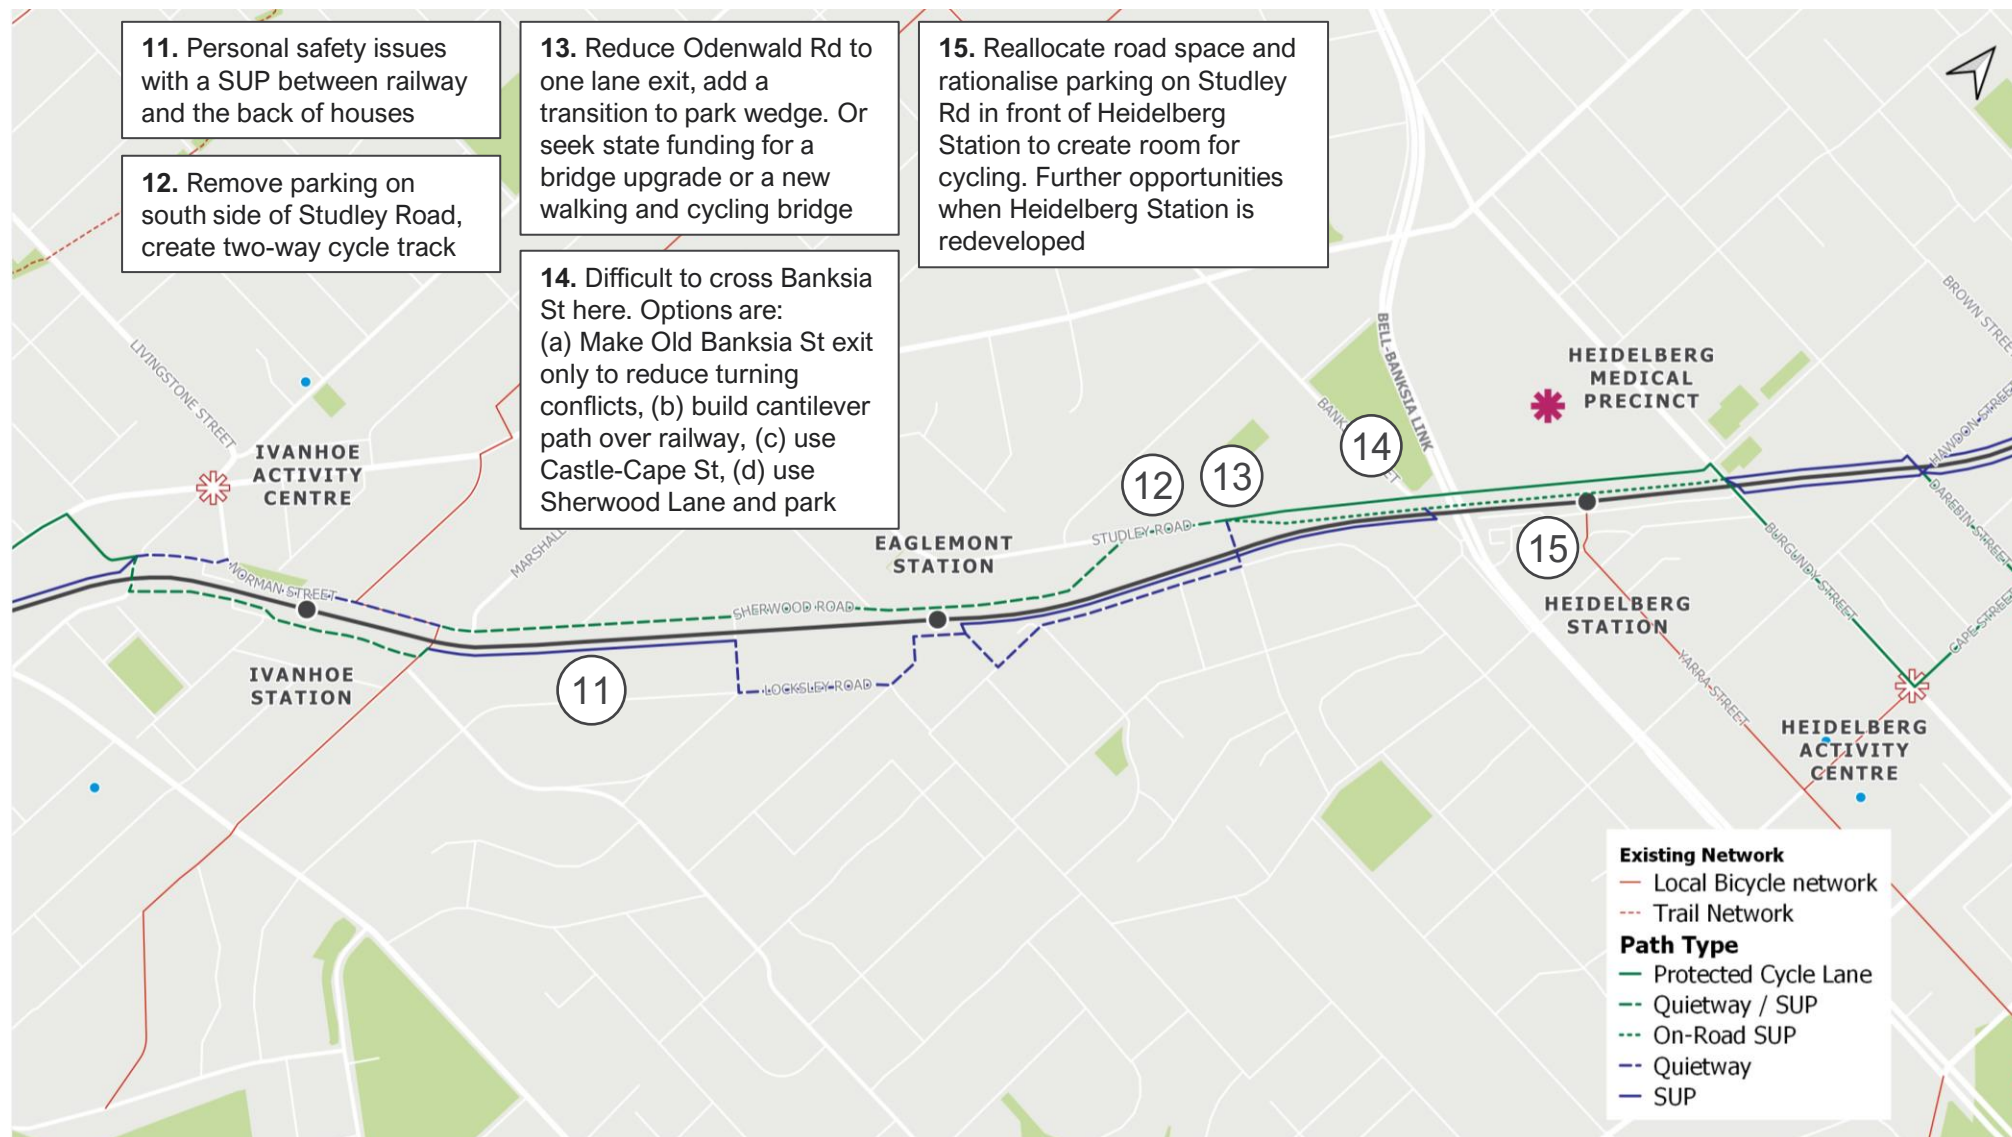 11. Personal safety issues
with a SUP between railway
and the back of houses
12. Remove parking on
south side of Studley Road,
create two-way cycle track
13. Reduce Odenwald Rd to
one lane exit, add a
transition to park wedge. Or
seek state funding for a
bridge upgrade or a new
walking and cycling bridge
14. Difficult to cross Banksia
St here. Options are:
(a) Make Old Banksia St exit
only to reduce turning
conflicts, (b) build cantilever
path over railway, (c) use
Castle-Cape St, (d) use
Sherwood Lane and park
15. Reallocate road space and
rationalise parking on Studley
Rd in front of Heidelberg
Station to create room for
cycling. Further opportunities
when Heidelberg Station is
redeveloped
LIVINGSTONE STREET
IVANHOE
ACTIVITY
CENTRE
NORMAN STREET
IVANHOE
STATION
11
SHERWOOD ROAD
LOCKSLEY ROAD
EAGLEMONT
STATION
STUDLEY ROAD
12
13
14
BELL-BANKSIA LINK
HEIDELBERG
MEDICAL
PRECINCT
15
HEIDELBERG
STATION
YARRA STREET
BURGUNDY STREET
BROWN STREET
HAWDON STREET
DAREBIN STREET
CAPE STREET
HEIDELBERG
ACTIVITY
CENTRE
Existing Network
Local Bicycle network
Trail Network
Path Type
Protected Cycle Lane
Quietway / SUP
On-Road SUP
Quietway
SUP